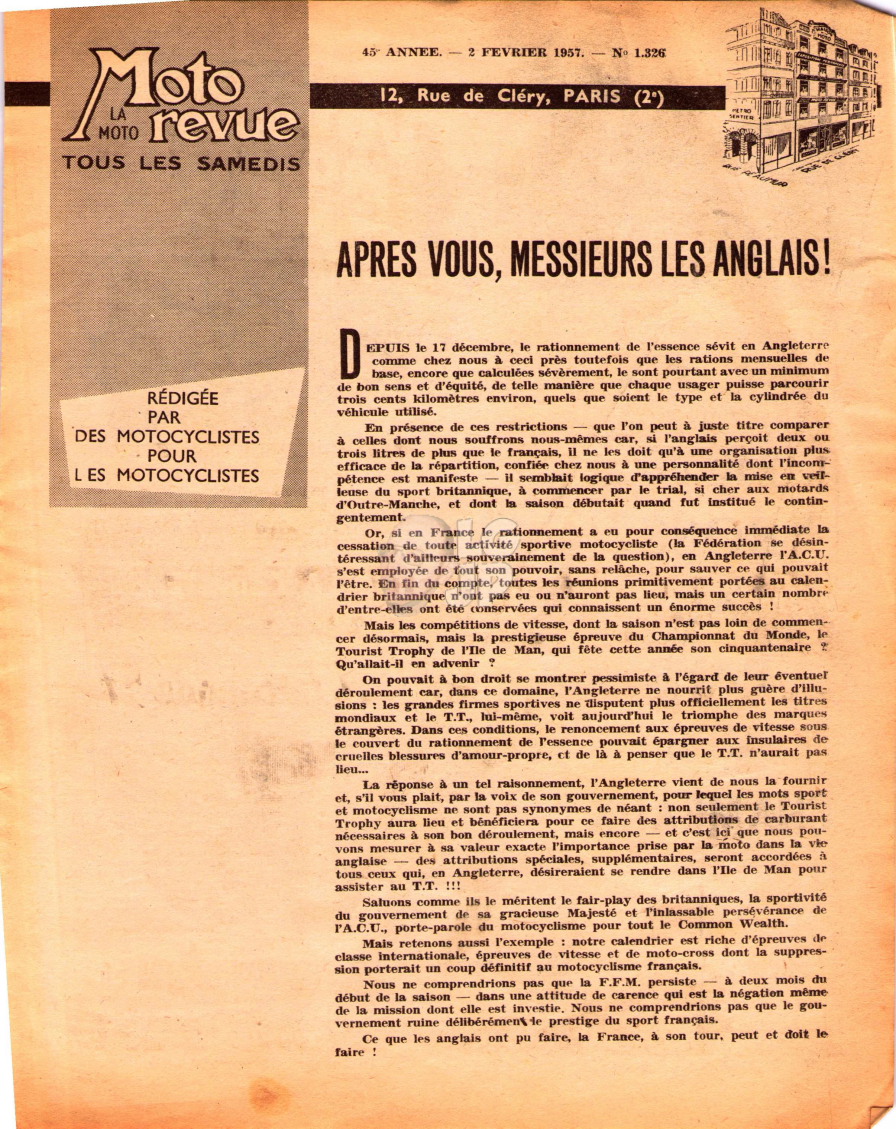 Moto
LA
MOTO
revue
TOUS LES SAMEDIS
45e ANNEE. — 2 FEVRIER 1957. — No 1.326
12, Rue de Cléry, PARIS (2e)
METRO
SENTIER
RUE REAUMUR
RUE DE CLERY
RÉDIGÉE
PAR
DES MOTOCYCLISTES
POUR
LES MOTOCYCLISTES
APRES VOUS, MESSIEURS LES ANGLAIS !
DEPUIS le 17 décembre, le rationnement de l'essence sévit en Angleterre
comme chez nous à ceci près toutefois que les rations mensuelles de
base, encore que calculées sévèrement, le sont pourtant avec un minimum
de bon sens et d'équité, de telle manière que chaque usager puisse parcourir
trois cents kilomètres environ, quels que soient le type et la cylindrée du
véhicule utilisé.
En présence de ces restrictions — que l'on peut à juste titre comparer
à celles dont nous souffrons nous-mêmes car, si l'anglais perçoit deux ou
trois litres de plus que le français, il ne les doit qu'à une organisation plus
efficace de la répartition, confiée chez nous à une personnalité dont l'incom-
pétence est manifeste — il semblait logique d'appréhender la mise en veil-
leuse du sport britannique, à commencer par le trial, si cher aux motards
d'Outre-Manche, et dont la saison débutait quand fut institué le contin-
gentement.
Or, si en France le rationnement a eu pour conséquence immédiate la
cessation de toute activité sportive motocycliste (la Fédération se désin-
téressant d'ailleurs souverainement de la question), en Angleterre l'A.C.U.
s'est employée de tout son pouvoir, sans relâche, pour sauver ce qui pouvait
l'être. En fin du compte, toutes les réunions primitivement portées au calen-
drier britannique n'ont pas eu ou n'auront pas lieu, mais un certain nombre
d'entre-elles ont été conservées qui connaissent un énorme succès !
Mais les compétitions de vitesse, dont la saison n'est pas loin de commen-
cer désormais, mais la prestigieuse épreuve du Championnat du Monde, le
Tourist Trophy de l'Ile de Man, qui fête cette année son cinquantenaire ?
Qu'allait-il en advenir ?
On pouvait à bon droit se montrer pessimiste à l'égard de leur éventuel
déroulement car, dans ce domaine, l'Angleterre ne nourrit plus guère d'illu-
sions : les grandes firmes sportives ne disputent plus officiellement les titres
mondiaux et le T.T., lui-même, voit aujourd'hui le triomphe des marques
étrangères. Dans ces conditions, le renoncement aux épreuves de vitesse sous
le couvert du rationnement de l'essence pouvait épargner aux insulaires de
cruelles blessures d'amour-propre, et de là à penser que le T.T. n'aurait pas
lieu...
La réponse à un tel raisonnement, l'Angleterre vient de nous la fournir
et, s'il vous plait, par la voix de son gouvernement, pour lequel les mots sport
et motocyclisme ne sont pas synonymes de néant : non seulement le Tourist
Trophy aura lieu et bénéficiera pour ce faire des attributions de carburant
nécessaires à son bon déroulement, mais encore — et c'est ici que nous pou-
vons mesurer à sa valeur exacte l'importance prise par la moto dans la vie
anglaise — des attributions spéciales, supplémentaires, seront accordées à
tous ceux qui, en Angleterre, désireraient se rendre dans l'Ile de Man pour
assister au T.T. !!!
Saluons comme ils le méritent le fair-play des britanniques, la sportivité
du gouvernement de sa gracieuse Majesté et l'inlassable persévérance de
l'A.C.U., porte-parole du motocyclisme pour tout le Common Wealth.
Mais retenons aussi l'exemple : notre calendrier est riche d'épreuves de
classe internationale, épreuves de vitesse et de moto-cross dont la suppres-
sion porterait un coup définitif au motocyclisme français.
Nous ne comprendrions pas que la F.F.M. persiste — à deux mois du
début de la saison — dans une attitude de carence qui est la négation même
de la mission dont elle est investie. Nous ne comprendrions pas que le gou-
vernement ruine délibérément le prestige du sport français.
Ce que les anglais ont pu faire, la France, à son tour, peut et doit le
faire !